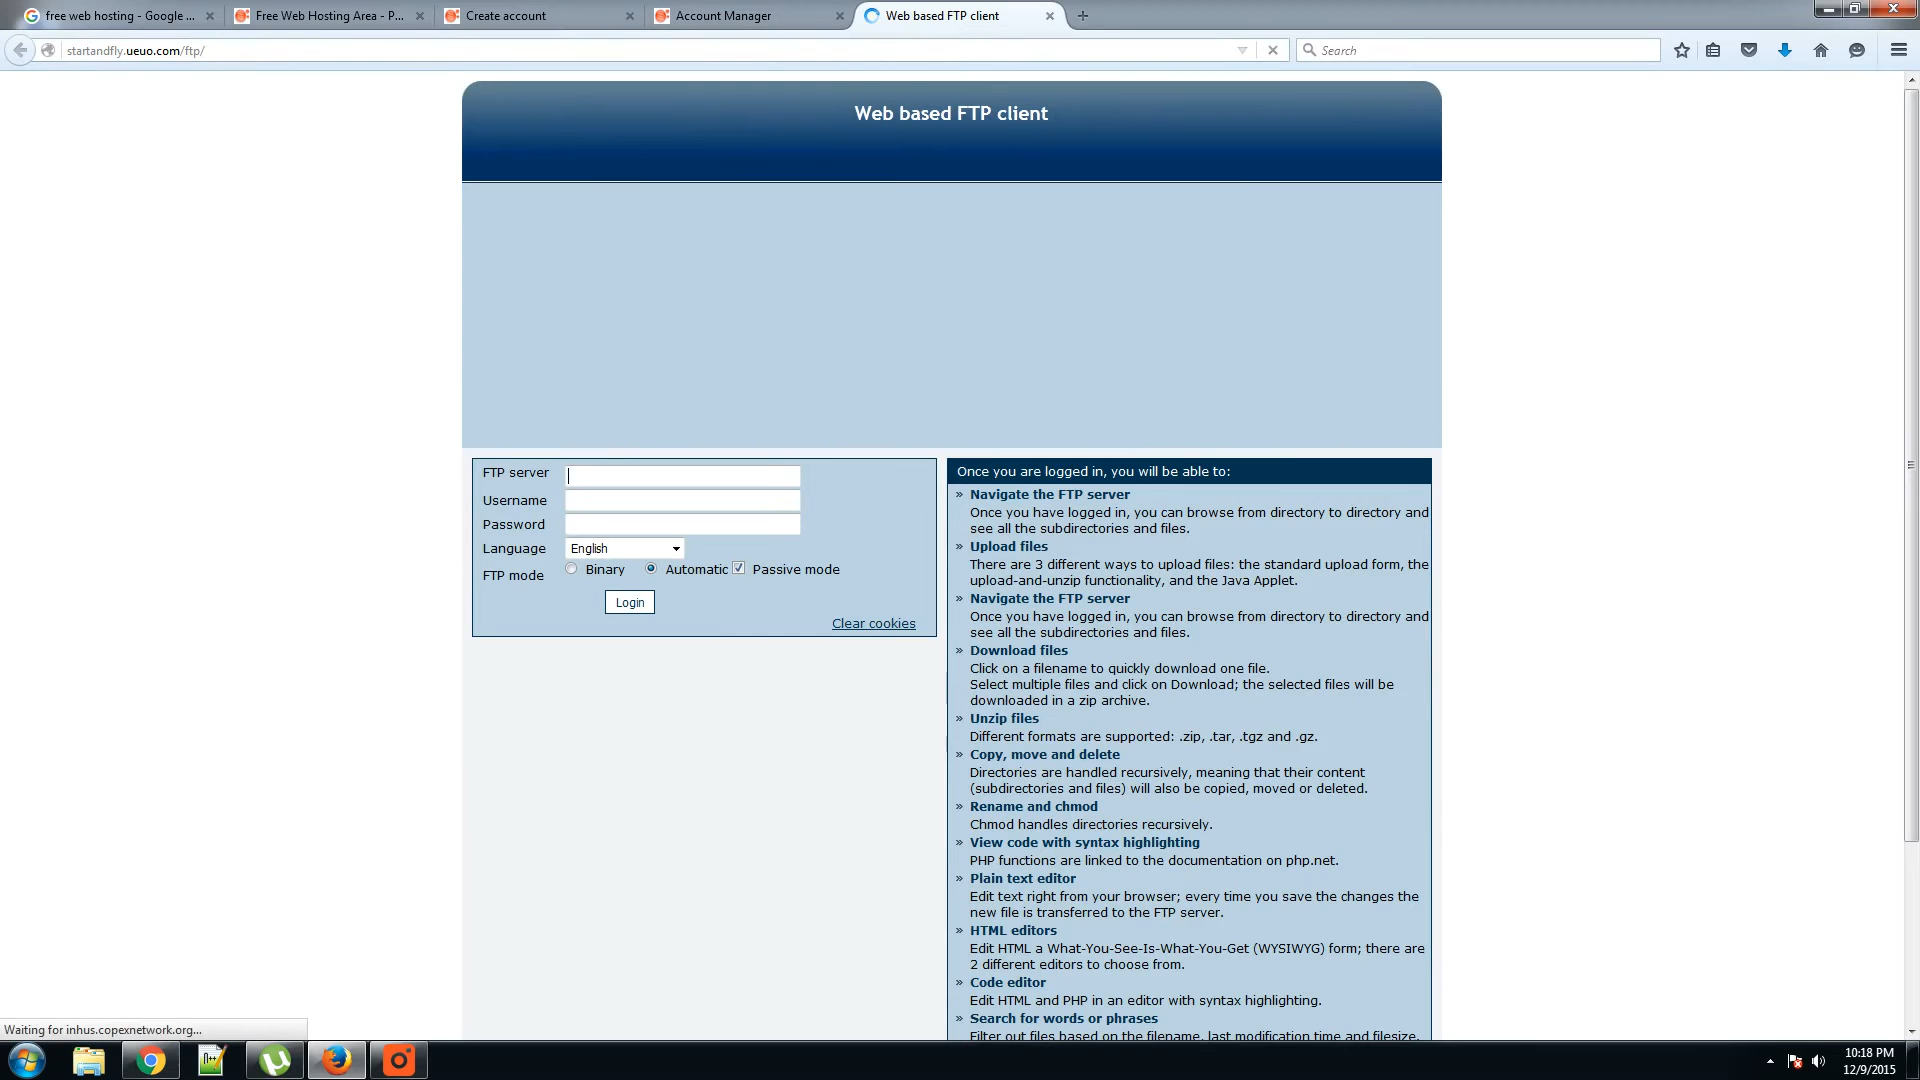 free web hosting - Google ...
Free Web Hosting Area - P...
Create account
Account Manager
Web based FTP client
startandfly.ueuo.com/ftp/
Search
Web based FTP client
FTP server
Username
Password
Language English
FTP mode Binary Automatic Passive mode
Login
Clear cookies
Once you are logged in, you will be able to:
» Navigate the FTP server
Once you have logged in, you can browse from directory to directory and
see all the subdirectories and files.
» Upload files
There are 3 different ways to upload files: the standard upload form, the
upload-and-unzip functionality, and the Java Applet.
» Navigate the FTP server
Once you have logged in, you can browse from directory to directory and
see all the subdirectories and files.
» Download files
Click on a filename to quickly download one file.
Select multiple files and click on Download; the selected files will be
downloaded in a zip archive.
» Unzip files
Different formats are supported: .zip, .tar, .tgz and .gz.
» Copy, move and delete
Directories are handled recursively, meaning that their content
(subdirectories and files) will also be copied, moved or deleted.
» Rename and chmod
Chmod handles directories recursively.
» View code with syntax highlighting
PHP functions are linked to the documentation on php.net.
» Plain text editor
Edit text right from your browser; every time you save the changes the
new file is transferred to the FTP server.
» HTML editors
Edit HTML a What-You-See-Is-What-You-Get (WYSIWYG) form; there are
2 different editors to choose from.
» Code editor
Edit HTML and PHP in an editor with syntax highlighting.
» Search for words or phrases
Filter out files based on the filename, last modification time and filesize.
Waiting for inhus.copexnetwork.org...
10:18 PM
12/9/2015